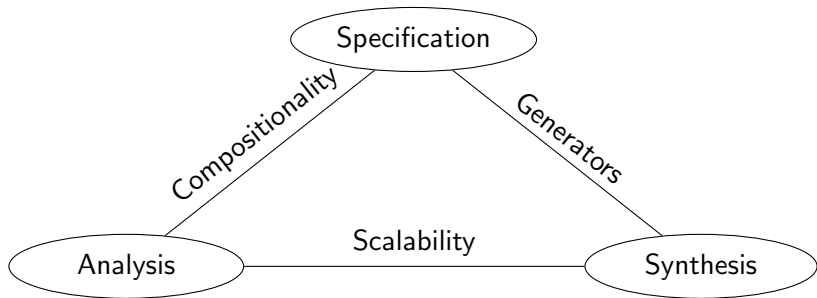 Specification
Compositionality
Generators
Scalability
Analysis
Synthesis